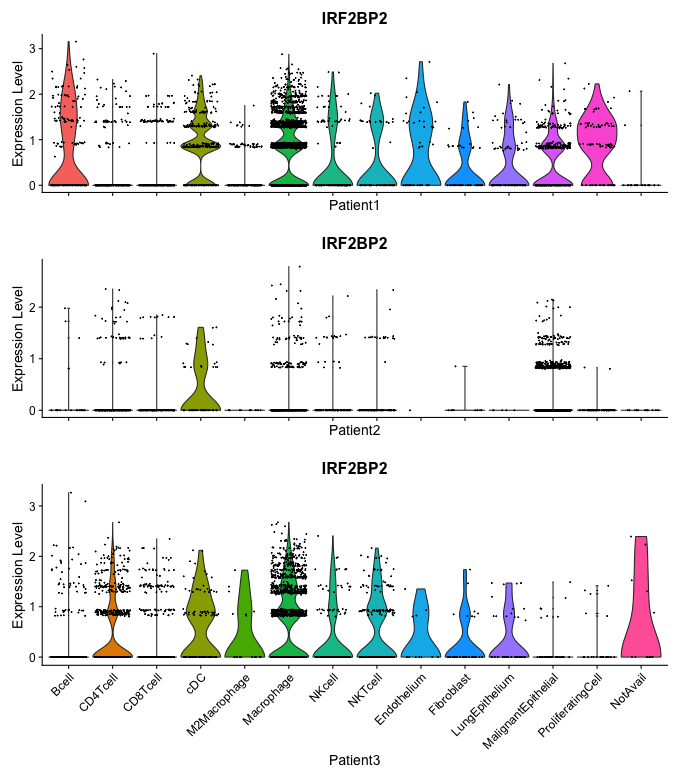 IRF2BP2
Expression Level
3
2
1
0
Patient1
IRF2BP2
Expression Level
2
1
0
Patient2
IRF2BP2
Expression Level
3
2
1
0
Bcell
CD4Tcell
CD8Tcell
cDC
M2Macrophage
Macrophage
NKcell
NKTcell
Endothelium
Fibroblast
LungEpithelium
MalignantEpithelial
ProliferatingCell
NotAvail
Patient3